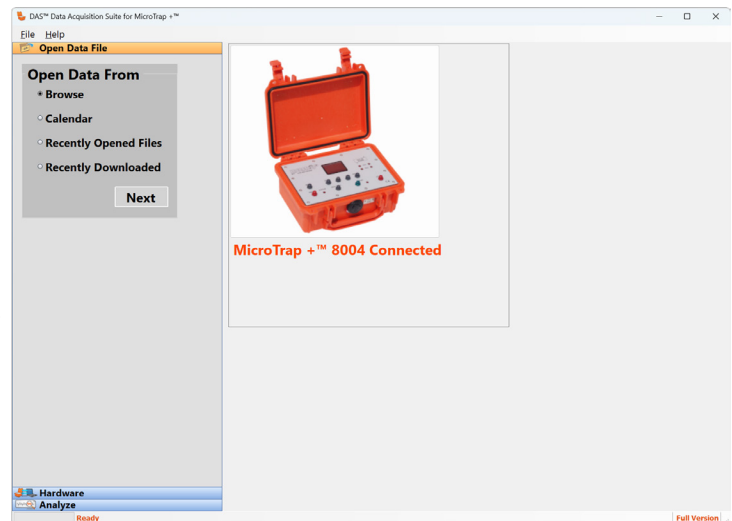 DAS™ Data Acquisition Suite for MicroTrap +™
File Help
Open Data File
Open Data From
Browse
Calendar
Recently Opened Files
Recently Downloaded
Next
MicroTrap +™ 8004 Connected
Hardware
Analyze
Ready
Full Version